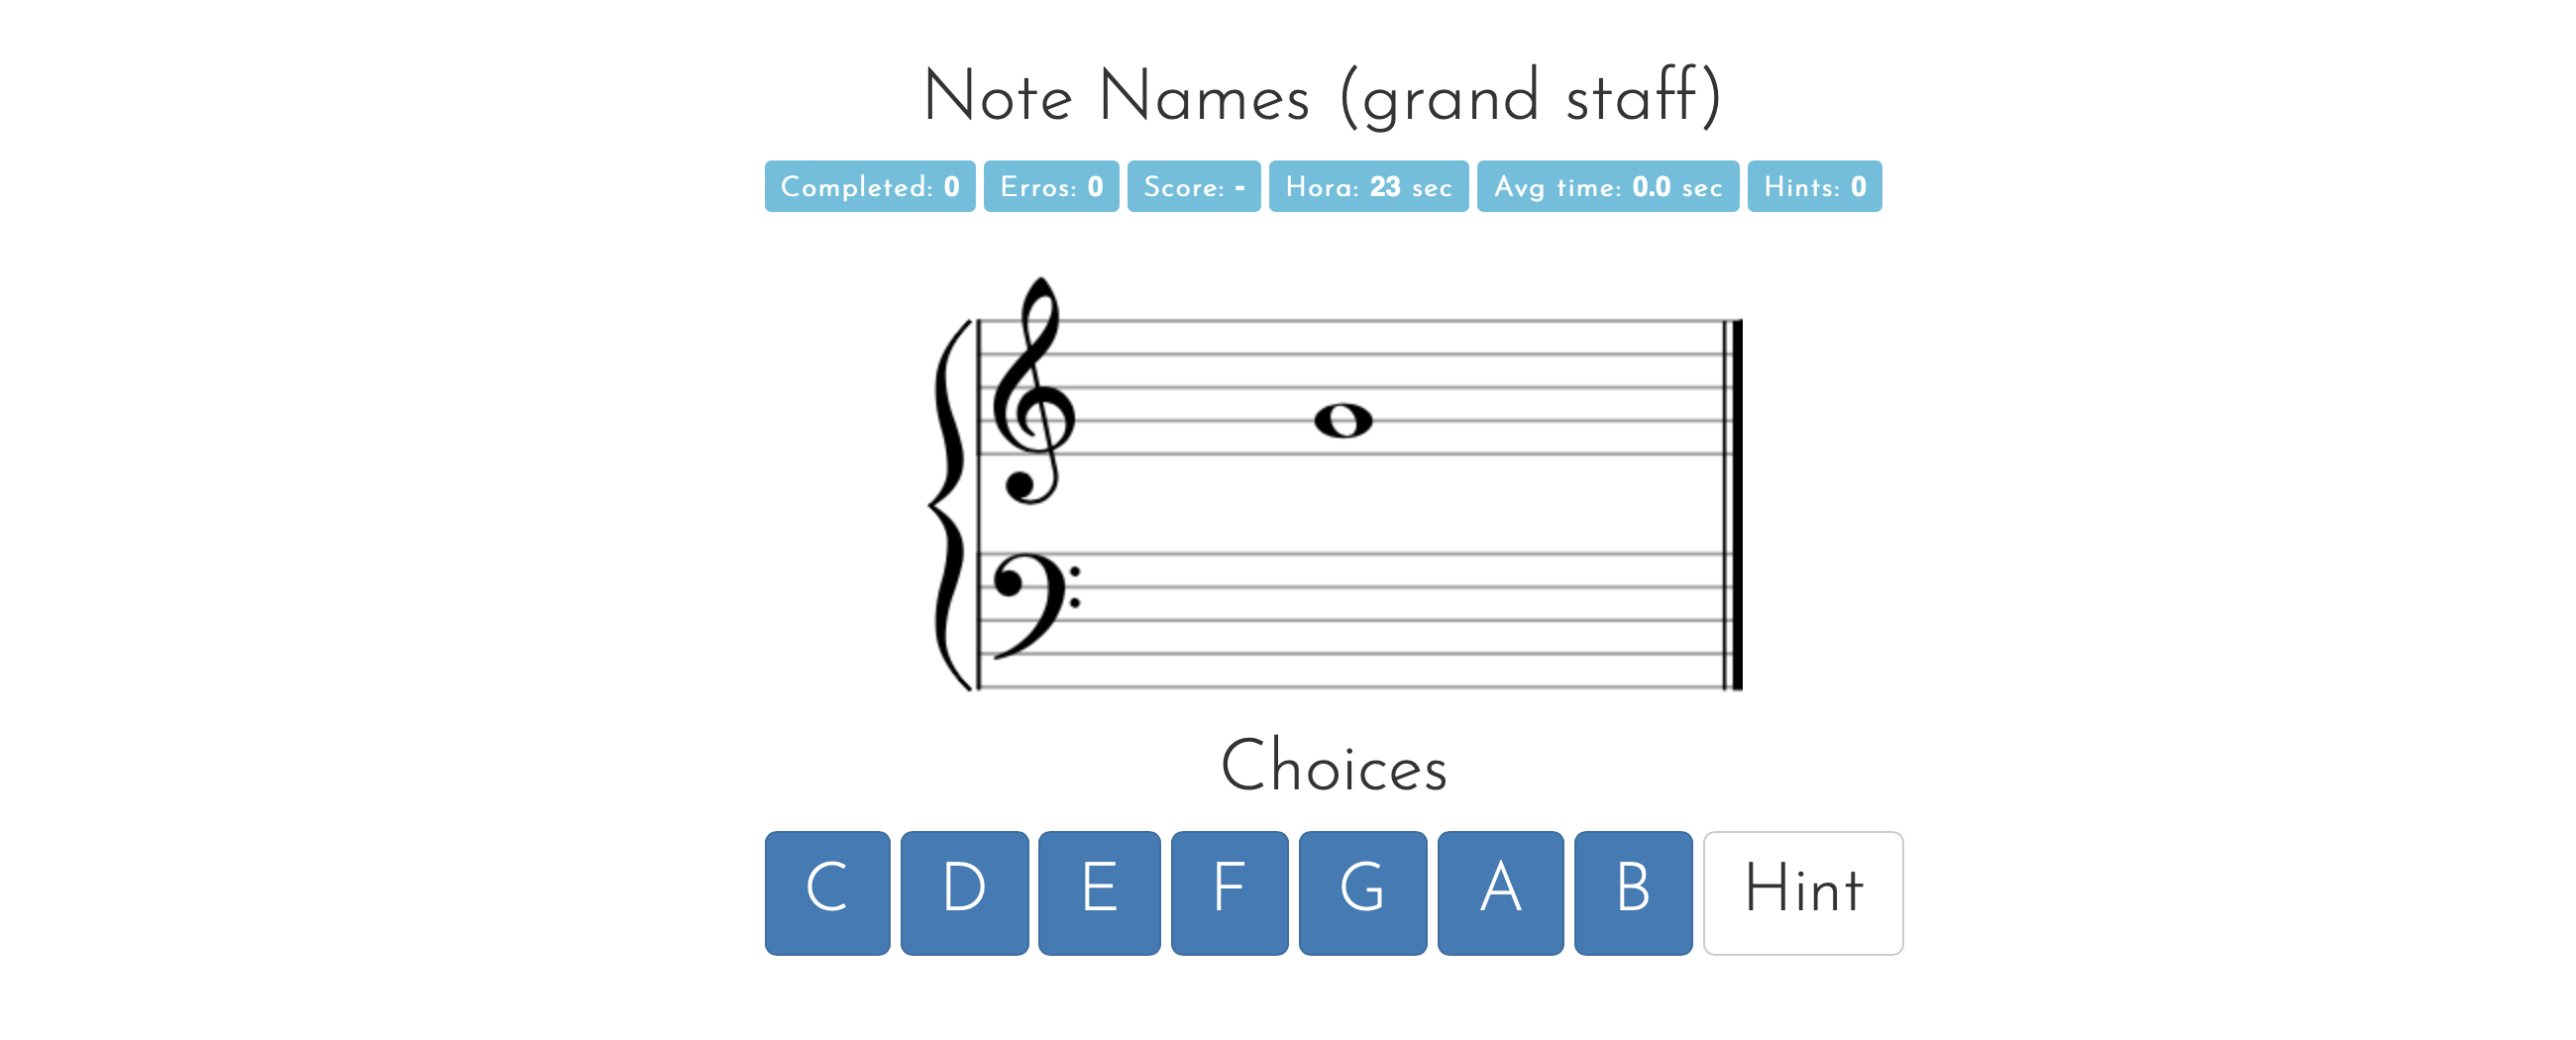 Note Names (grand staff)
Completed: 0 Erros: 0 Score: - Hora: 23 sec Avg time: 0.0 sec Hints: 0
Choices
C D E F G A B Hint